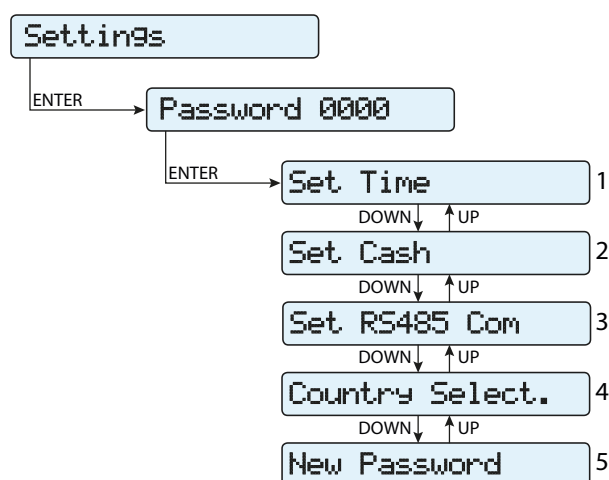 Settings
ENTER
Password 0000
ENTER
Set Time 1
DOWN UP
Set Cash 2
DOWN UP
Set RS485 Com 3
DOWN UP
Country Select. 4
DOWN UP
New Password 5